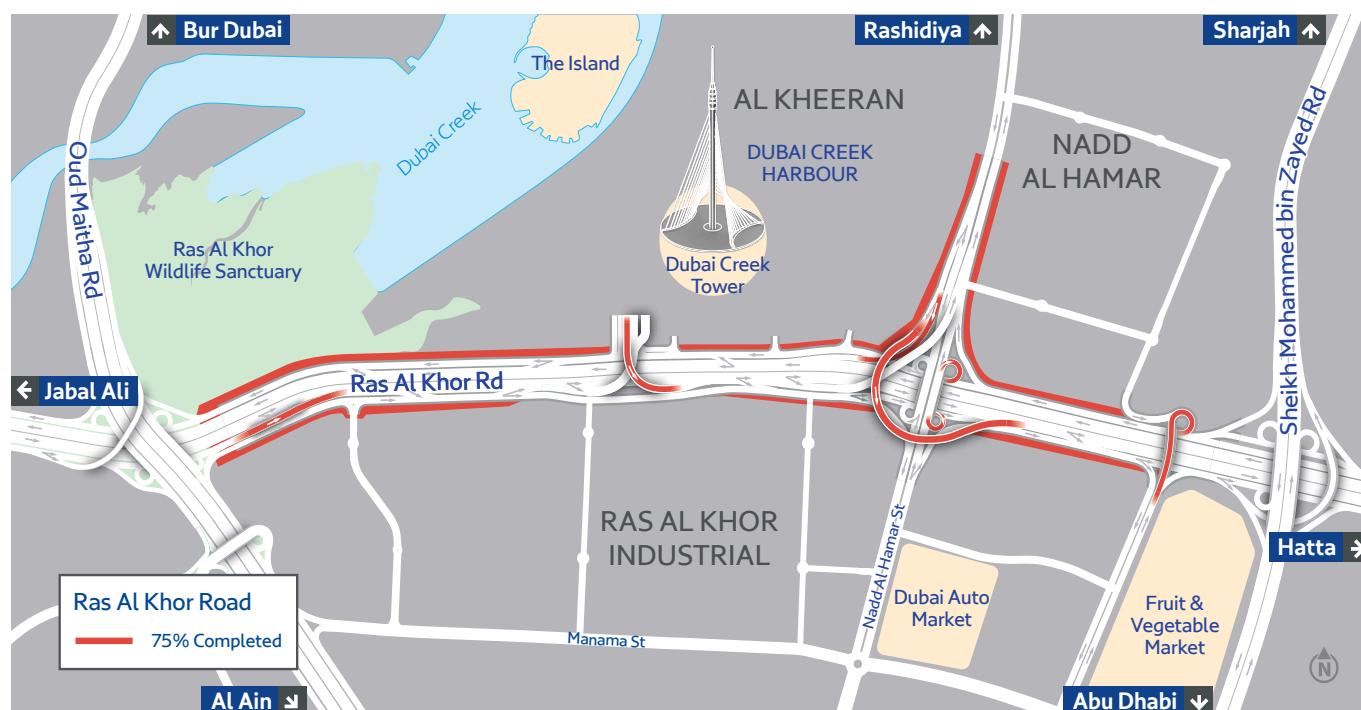 Bur Dubai
Rashidiya
Sharjah
The Island
Dubai Creek
AL KHEERAN
DUBAI CREEK
HARBOUR
NADD
AL HAMAR
Oud Maitha Rd
Sheikh Mohammed bin Zayed Rd
Ras Al Khor
Wildlife Sanctuary
Dubai Creek
Tower
Jabal Ali
Ras Al Khor Rd
RAS AL KHOR
INDUSTRIAL
Nadd Al Hamar St
Hatta
Dubai Auto
Market
Fruit &
Vegetable
Market
Ras Al Khor Road
75% Completed
Manama St
N
Al Ain
Abu Dhabi